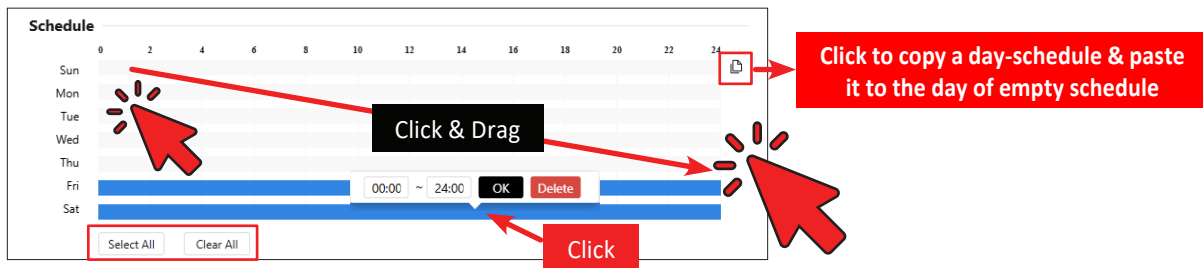 Schedule
0 2 4 6 8 10 12 14 16 18 20 22 24
Click to copy a day-schedule & paste
it to the day of empty schedule
Sun
Mon
Tue
Click & Drag
Wed
Thu
Fri
00:00 ~ 24:00 OK Delete
Sat
Select All Clear All
Click